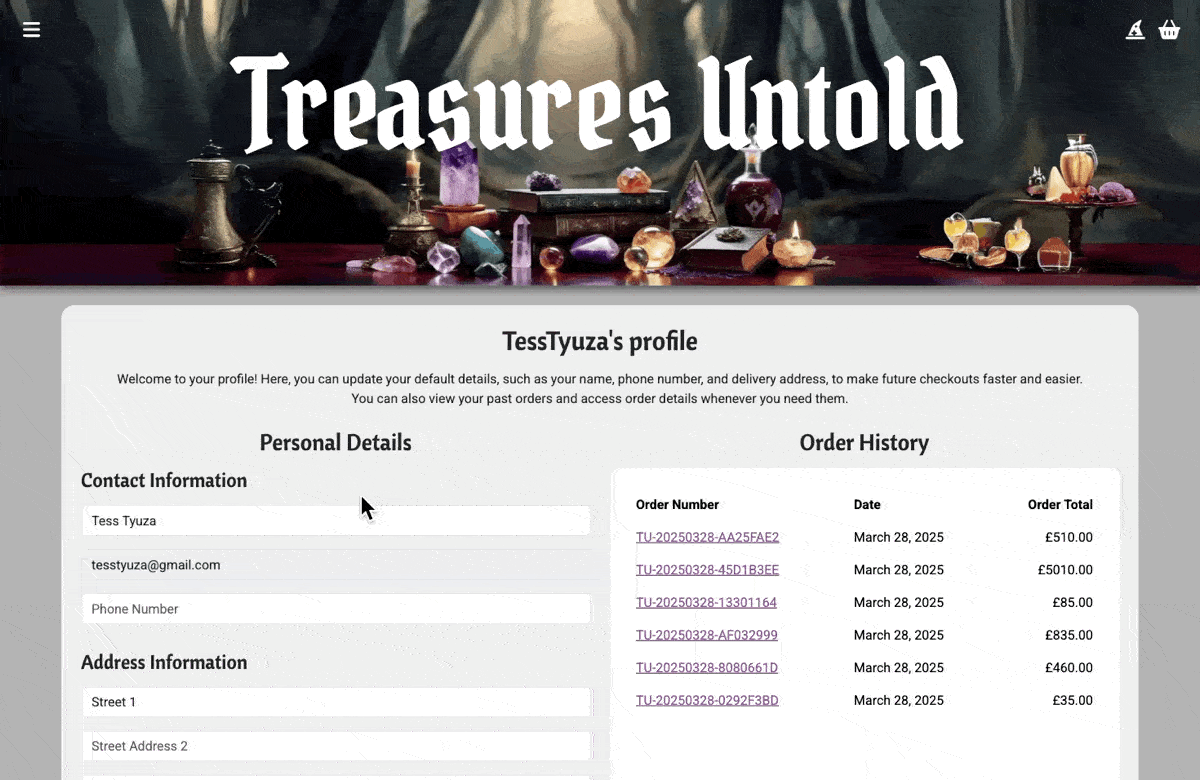 Treasures Untold
TessTyuza's profile
Welcome to your profile! Here, you can update your default details, such as your name, phone number, and delivery address, to make future checkouts faster and easier.
You can also view your past orders and access order details whenever you need them.
Personal Details
Contact Information
Tess Tyuza
tesstyuza@gmail.com
Phone Number
Address Information
Street 1
Street Address 2
Order History
Order Number Date Order Total
TU-20250328-AA25FAE2 March 28, 2025 £510.00
TU-20250328-45D1B3EE March 28, 2025 £5010.00
TU-20250328-13301164 March 28, 2025 £85.00
TU-20250328-AF032999 March 28, 2025 £835.00
TU-20250328-8080661D March 28, 2025 £460.00
TU-20250328-0292F3BD March 28, 2025 £35.00